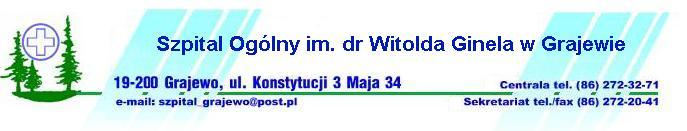 Szpital Ogólny im. dr Witolda Ginela w Grajewie
19-200 Grajewo, ul. Konstytucji 3 Maja 34
Centrala tel. (86) 272-32-71
e-mail: szpital_grajewo@post.pl
Sekretariat tel./fax (86) 272-20-41